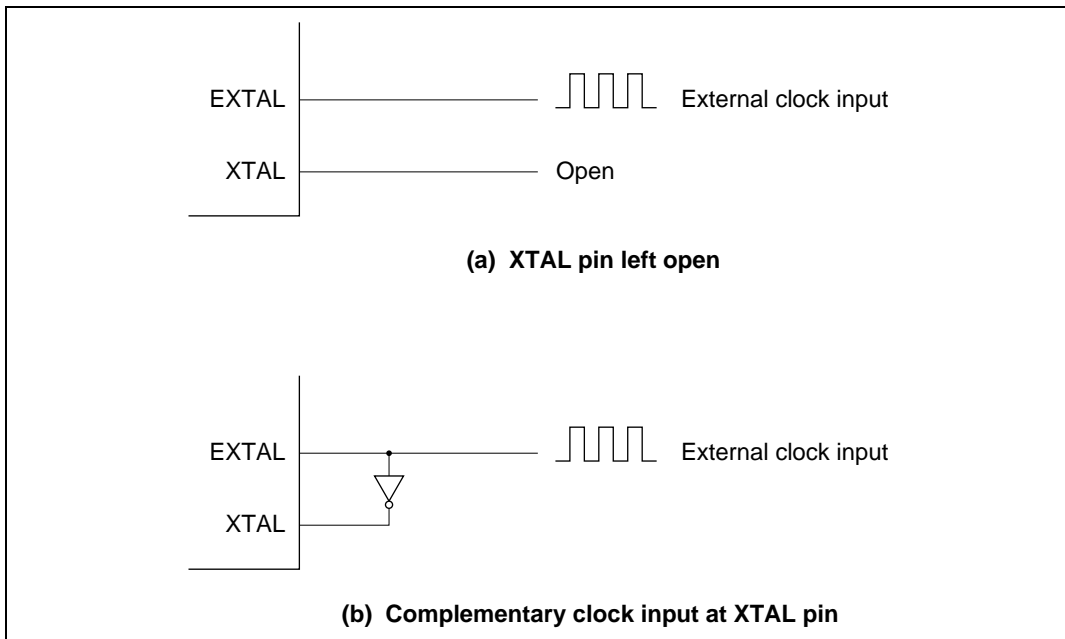 EXTAL External clock input
XTAL Open
(a) XTAL pin left open
EXTAL External clock input
XTAL
(b) Complementary clock input at XTAL pin